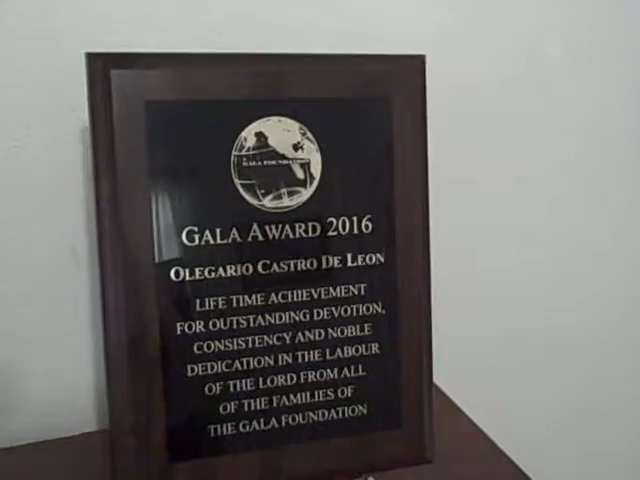 GALA FOUNDATION
GALA AWARD 2016
OLEGARIO CASTRO DE LEON
LIFE TIME ACHIEVEMENT
FOR OUTSTANDING DEVOTION,
CONSISTENCY AND NOBLE
DEDICATION IN THE LABOUR
OF THE LORD FROM ALL
OF THE FAMILIES OF
THE GALA FOUNDATION